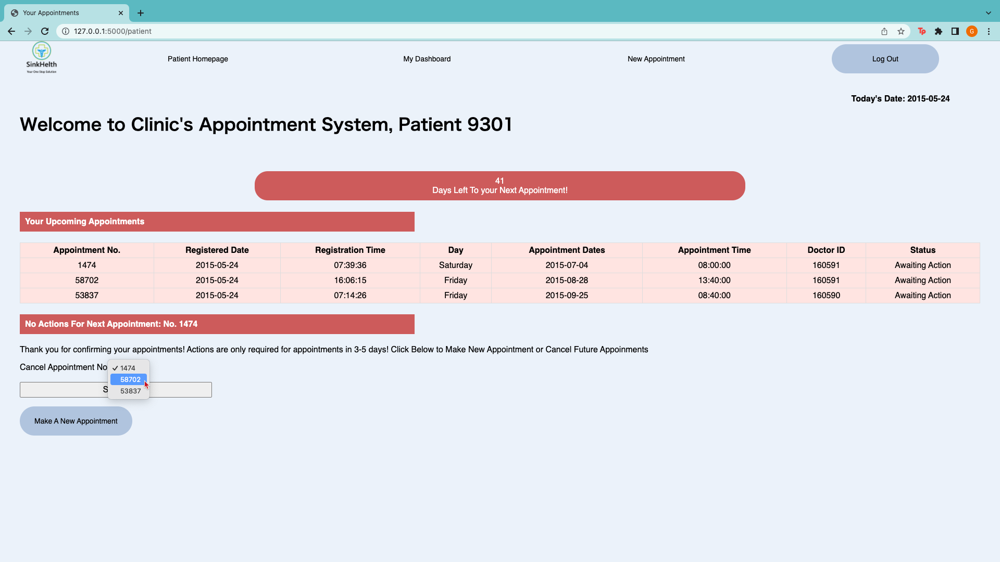 Your Appointments
127.0.0.1:5000/patient
G
SinkHelth
Your One Stop Solution
Patient Homepage
My Dashboard
New Appointment
Log Out
Today's Date: 2015-05-24
Welcome to Clinic's Appointment System, Patient 9301
41
Days Left To your Next Appointment!
Your Upcoming Appointments
Appointment No. Registered Date Registration Time Day Appointment Dates Appointment Time Doctor ID Status
1474 2015-05-24 07:39:36 Saturday 2015-07-04 08:00:00 160591 Awaiting Action
58702 2015-05-24 16:06:15 Friday 2015-08-28 13:40:00 160591 Awaiting Action
53837 2015-05-24 07:14:26 Friday 2015-09-25 08:40:00 160590 Awaiting Action
No Actions For Next Appointment: No. 1474
Thank you for confirming your appointments! Actions are only required for appointments in 3-5 days! Click Below to Make New Appointment or Cancel Future Appoinments
Cancel Appointment No
1474
58702
53837
Make A New Appointment